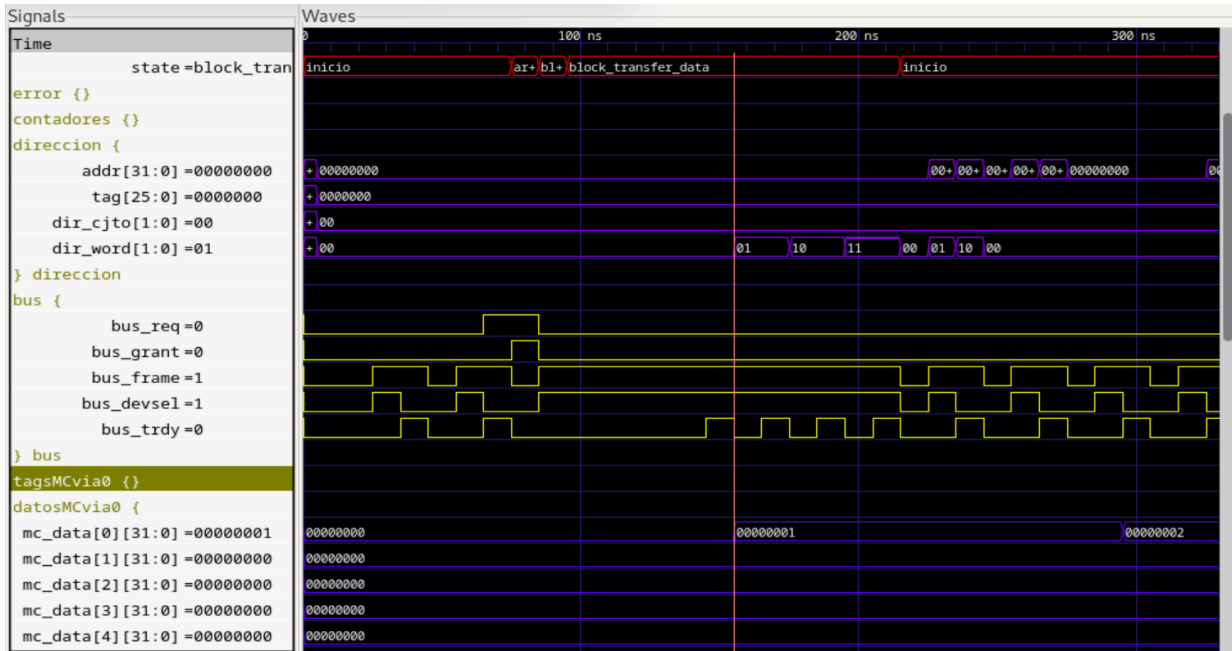 Signals Waves
Time 0 100 ns 200 ns 300 ns
state =block_tran inicio ar+ bl+ block_transfer_data inicio
error {}
contadores {}
direccion {
addr[31:0] =00000000 + 00000000 00+ 00+ 00+ 00+ 00+ 00000000 00
tag[25:0] =0000000 + 0000000
dir_cjto[1:0] =00 + 00
dir_word[1:0] =01 + 00 01 10 11 00 01 10 00
} direccion
bus {
bus_req =0
bus_grant =0
bus_frame =1
bus_devsel =1
bus_trdy =0
} bus
tagsMCvia0 {}
datosMCvia0 {
mc_data[0][31:0] =00000001 00000000 00000001 00000002
mc_data[1][31:0] =00000000 00000000
mc_data[2][31:0] =00000000 00000000
mc_data[3][31:0] =00000000 00000000
mc_data[4][31:0] =00000000 00000000